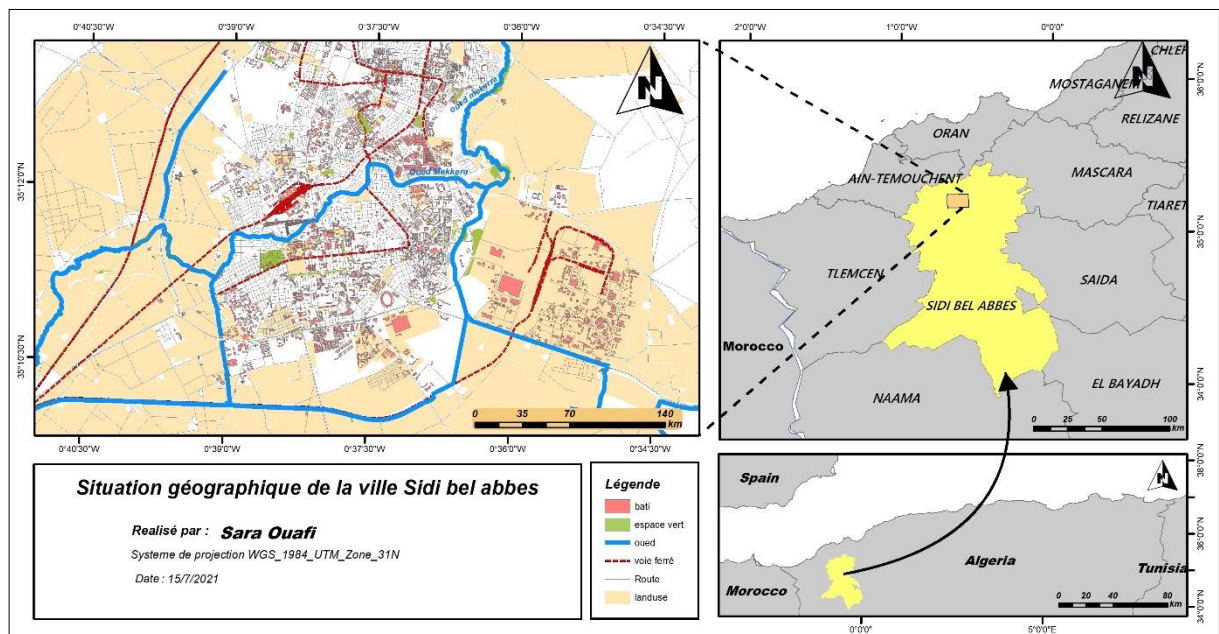 0°40'30"W 0°39'0"W 0°37'30"W 0°36'0"W 0°34'30"W
35°12'0"N
35°10'30"N
N
oued mekerra
Oued Mekkera
0 35 70 140
km
0°40'30"W 0°39'0"W 0°37'30"W 0°36'0"W 0°34'30"W
2°0'0"W 1°0'0"W 0°0'0"
36°0'0"N
35°0'0"N
34°0'0"N
N
MOSTAGANEM
RELIZANE
ORAN
MASCARA
AIN-TEMOUCHENT
TIARET
TLEMCEN
SAIDA
SIDI BEL ABBES
Morocco
EL BAYADH
NAAMA
0 25 50 100
km
Situation géographique de la ville Sidi bel abbes
Realisé par : Sara Ouafi
Systeme de projection WGS_1984_UTM_Zone_31N
Date : 15/7/2021
Légende
bati
espace vert
oued
voie ferré
Route
landuse
Spain
N
38°0'0"N
36°0'0"N
34°0'0"N
Algeria
Tunisia
Morocco
0 20 40 80
km
0°0'0" 5°0'0"E